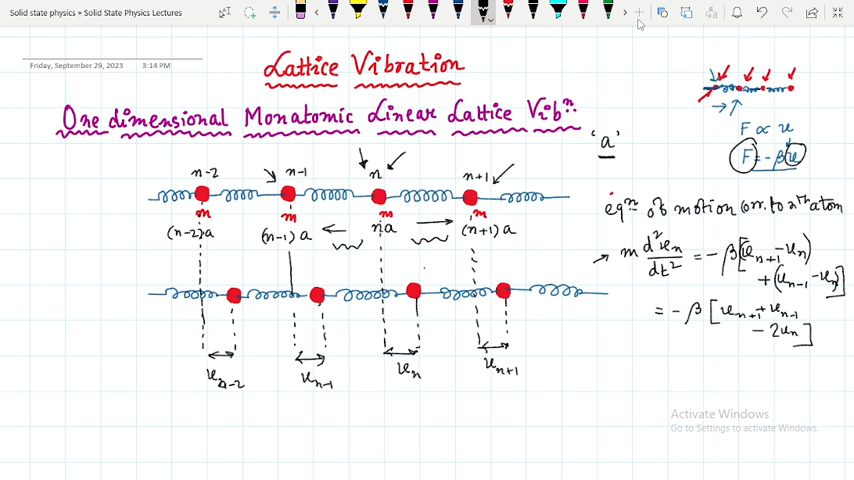 Solid state physics » Solid State Physics Lectures
Friday, September 29, 2023 3:14 PM
Lattice Vibration
One dimensional Monatomic Linear Lattice Vibⁿ.
F ∝ u
F = -βu
'a'
n-2 n-1 n n+1
m m m m
(n-2)a (n-1)a na (n+1)a
eqⁿ of motion corr. to nᵗʰ atom
m d²uₙ/dt² = -β[(uₙ₊₁ - uₙ)
+ (uₙ₋₁ - uₙ)]
= -β [uₙ₊₁ + uₙ₋₁
- 2uₙ]
uₙ₋₂ uₙ₋₁ uₙ uₙ₊₁
Activate Windows
Go to Settings to activate Windows.